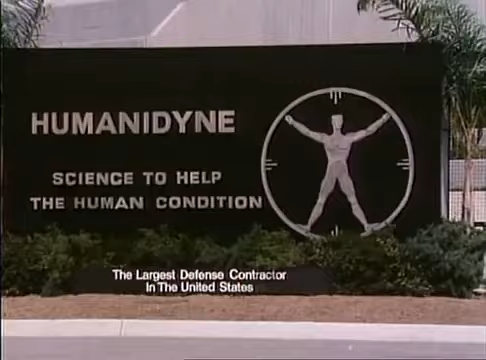 HUMANIDYNE
SCIENCE TO HELP
THE HUMAN CONDITION
The Largest Defense Contractor
In The United States